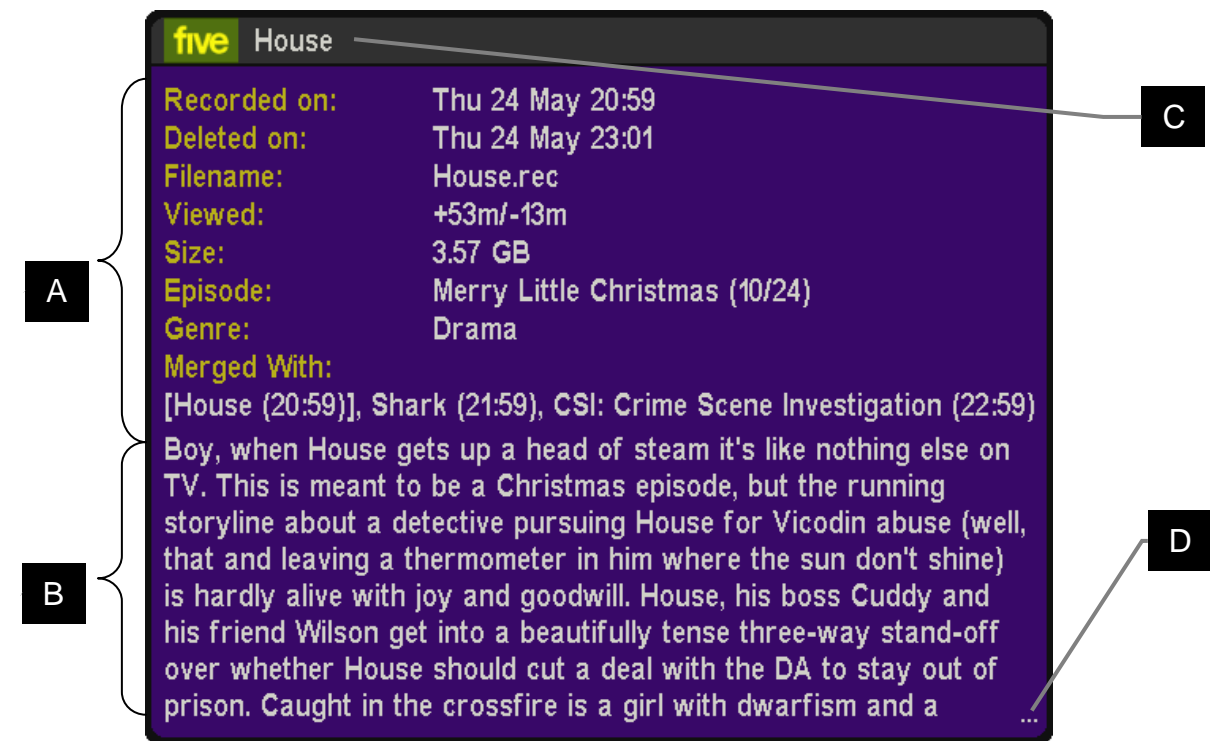 five House
C
Recorded on: Thu 24 May 20:59
Deleted on: Thu 24 May 23:01
Filename: House.rec
Viewed: +53m/-13m
Size: 3.57 GB
A
Episode: Merry Little Christmas (10/24)
Genre: Drama
Merged With:
[House (20:59)], Shark (21:59), CSI: Crime Scene Investigation (22:59)
Boy, when House gets up a head of steam it's like nothing else on
TV. This is meant to be a Christmas episode, but the running
storyline about a detective pursuing House for Vicodin abuse (well,
that and leaving a thermometer in him where the sun don't shine)
D
B
is hardly alive with joy and goodwill. House, his boss Cuddy and
his friend Wilson get into a beautifully tense three-way stand-off
over whether House should cut a deal with the DA to stay out of
prison. Caught in the crossfire is a girl with dwarfism and a ...